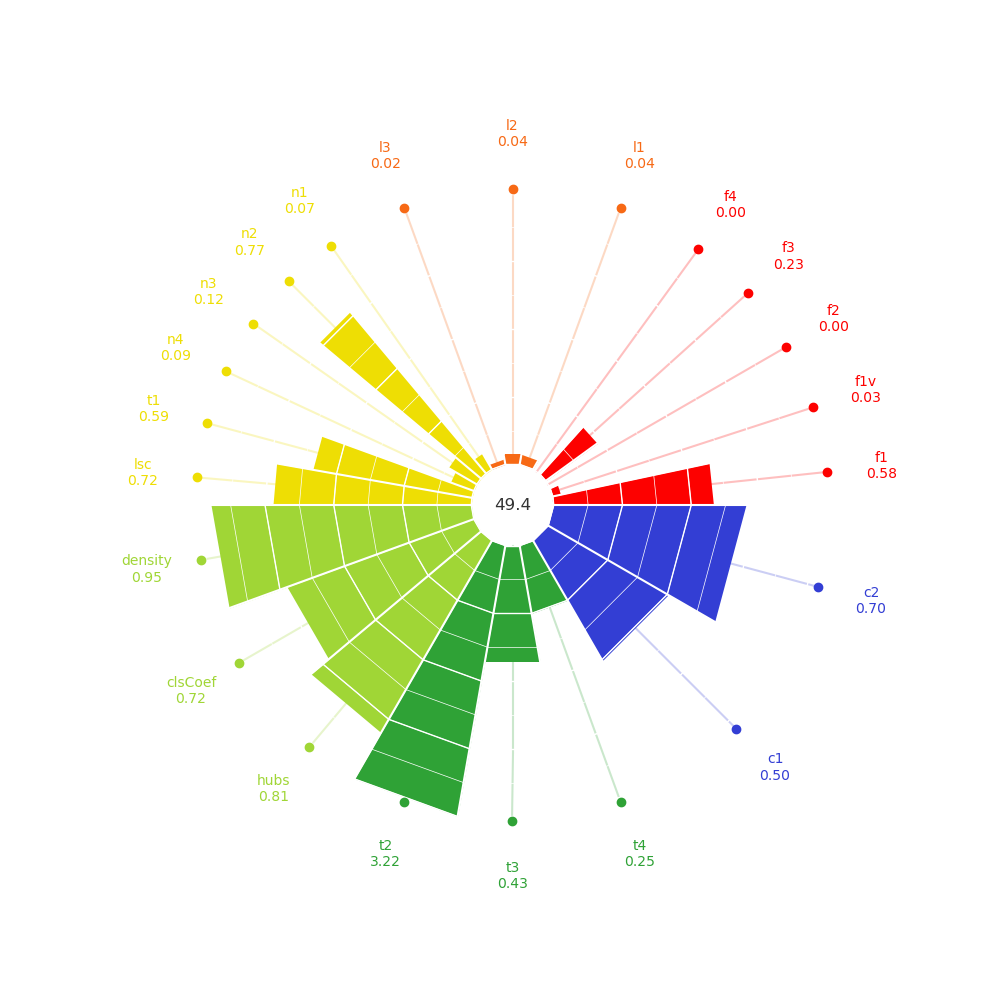 l2
0.04
l3
0.02
l1
0.04
n1
0.07
f4
0.00
n2
0.77
f3
0.23
n3
0.12
f2
0.00
n4
0.09
f1v
0.03
t1
0.59
f1
0.58
lsc
0.72
49.4
density
0.95
c2
0.70
clsCoef
0.72
c1
0.50
hubs
0.81
t2
3.22
t4
0.25
t3
0.43